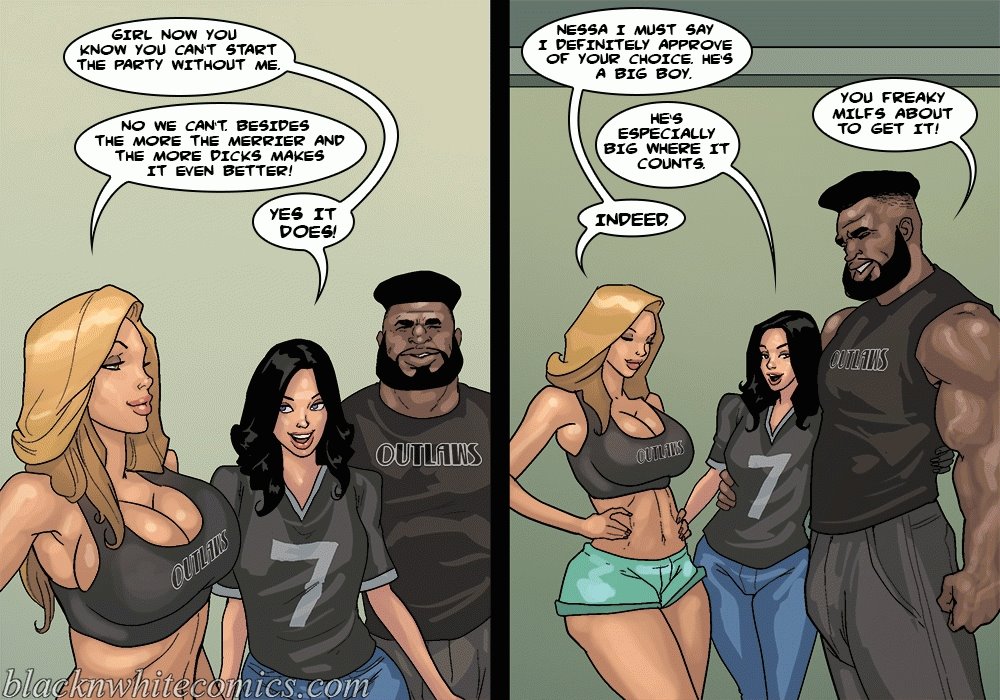 GIRL NOW YOU
KNOW YOU CAN'T START
THE PARTY WITHOUT ME.
NO WE CAN'T. BESIDES
THE MORE THE MERRIER AND
THE MORE DICKS MAKES
IT EVEN BETTER!
YES IT
DOES!
OUTLAWS
OUTLAWS
7
NESSA I MUST SAY
I DEFINITELY APPROVE
OF YOUR CHOICE. HE'S
A BIG BOY.
HE'S
ESPECIALLY
BIG WHERE IT
COUNTS.
INDEED.
YOU FREAKY
MILFS ABOUT
TO GET IT!
OUTLAWS
OUTLAWS
7
blacknwhitecomics.com